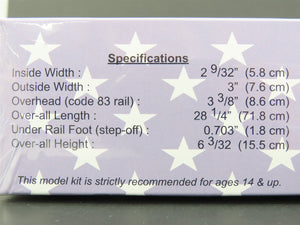 Specifications
Inside Width : 2 9/32" (5.8 cm)
Outside Width : 3" (7.6 cm)
Overhead (code 83 rail) : 3 3/8" (8.6 cm)
Over-all Length : 28 1/4" (71.8 cm)
Under Rail Foot (step-off) : 0.703" (1.8 cm)
Over-all Height : 6 3/32 (15.5 cm)
This model kit is strictly recommended for ages 14 & up.